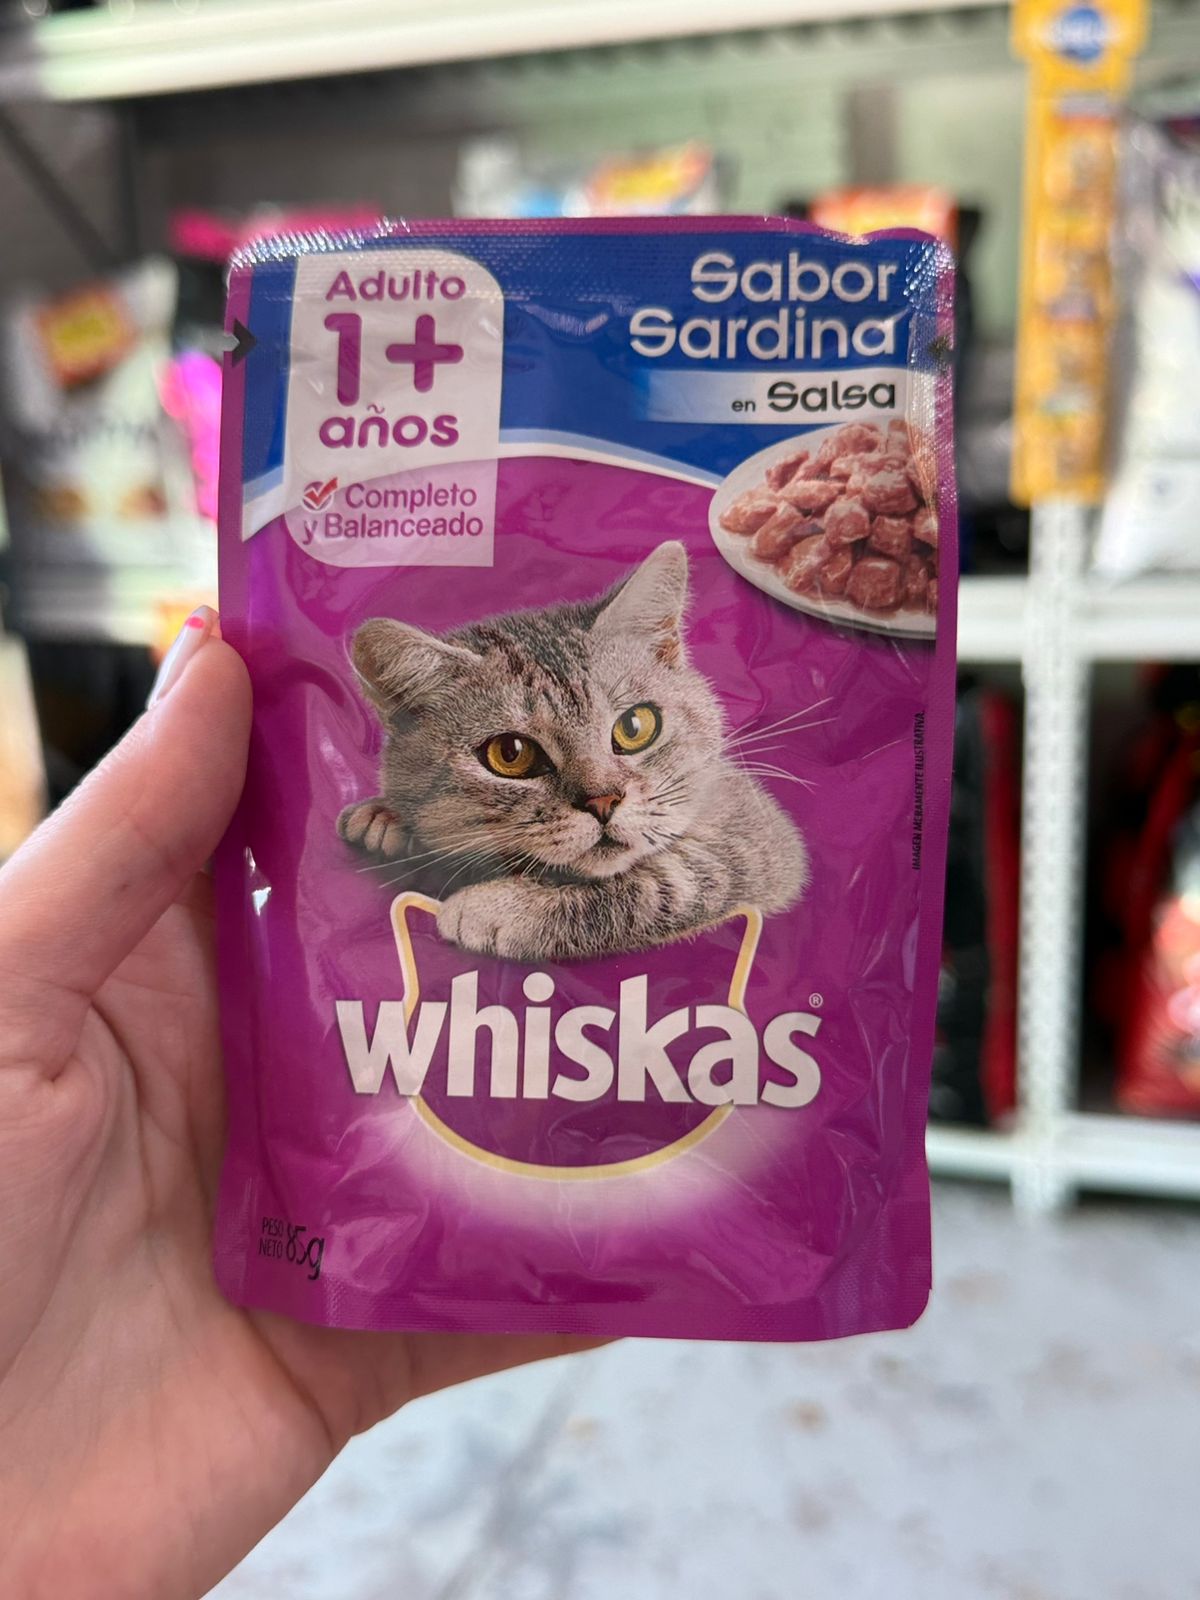 Adulto
1+
años
Completo
y Balanceado
Sabor
Sardina
en Salsa
IMAGEN MERAMENTE ILUSTRATIVA.
whiskas®
PESO
NETO 85g